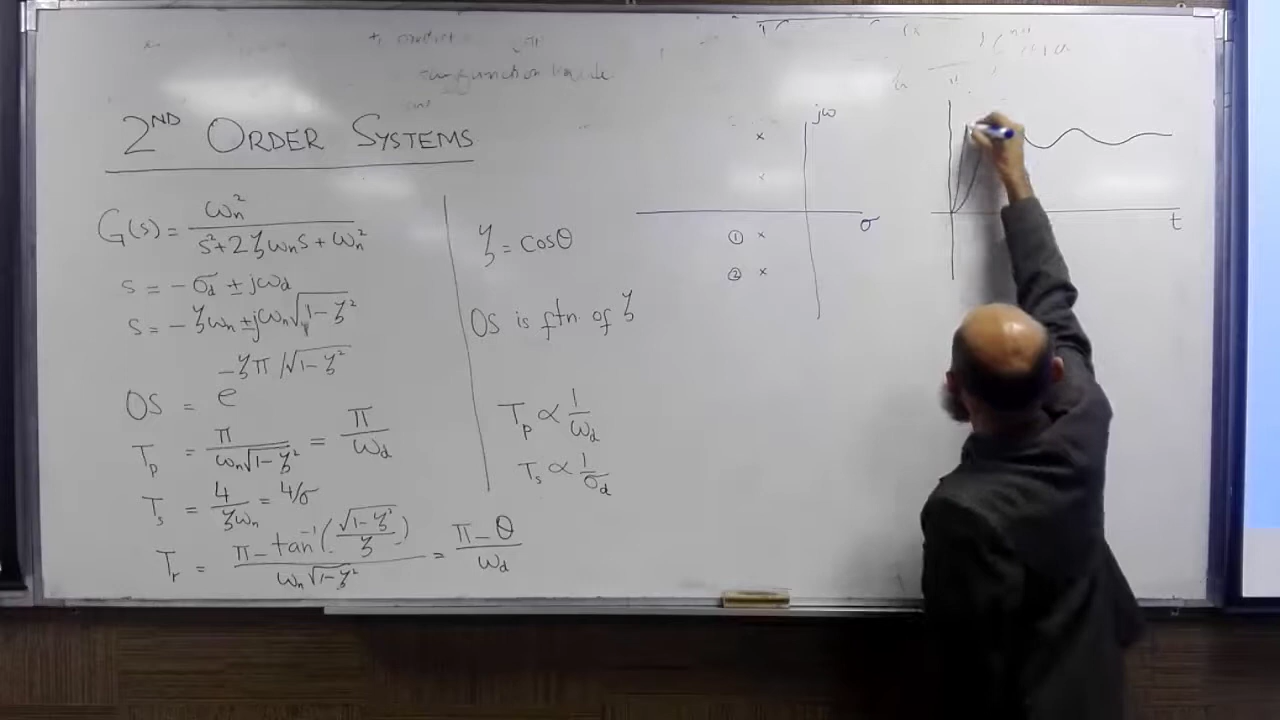 2ND ORDER SYSTEMS
G(s) = ωn² / (s² + 2ζωns + ωn²)
s = -σd ± jωd
s = -ζωn ± jωn√(1-ζ²)
OS = e^(-ζπ/√(1-ζ²))
Tp = π / (ωn√(1-ζ²)) = π / ωd
Ts = 4 / (ζωn) = 4/σ
Tr = (π - tan⁻¹(√(1-ζ²) / ζ)) / (ωn√(1-ζ²)) = (π - θ) / ωd
ζ = cosθ
OS is ftn. of ζ
Tp ∝ 1/ωd
Ts ∝ 1/σd
jω
×
×
σ
① ×
② ×
t